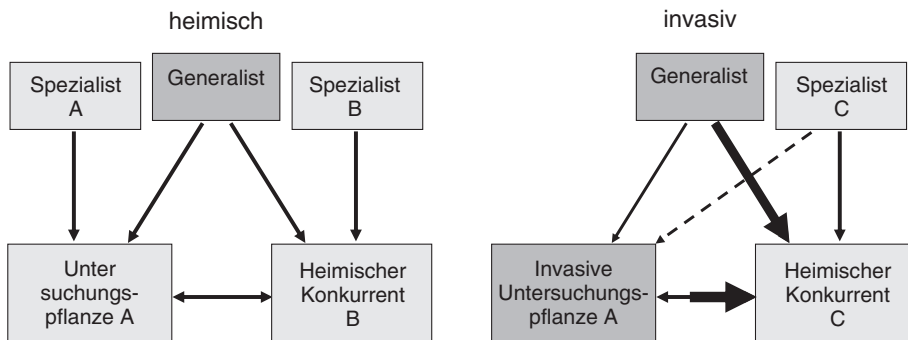 heimisch
invasiv
Spezialist
A
Generalist
Spezialist
B
Generalist
Spezialist
C
Unter
suchungs-
pflanze A
Heimischer
Konkurrent
B
Invasive
Untersuchungs-
pflanze A
Heimischer
Konkurrent
C